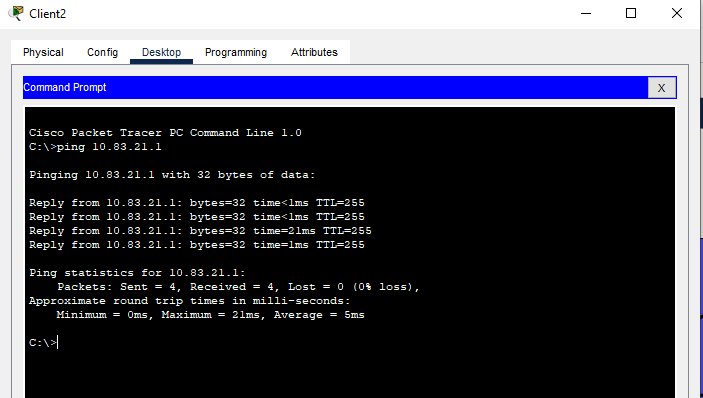 Client2
Physical Config Desktop Programming Attributes
Command Prompt X
Cisco Packet Tracer PC Command Line 1.0
C:\>ping 10.83.21.1
Pinging 10.83.21.1 with 32 bytes of data:
Reply from 10.83.21.1: bytes=32 time<1ms TTL=255
Reply from 10.83.21.1: bytes=32 time<1ms TTL=255
Reply from 10.83.21.1: bytes=32 time=21ms TTL=255
Reply from 10.83.21.1: bytes=32 time=1ms TTL=255
Ping statistics for 10.83.21.1:
Packets: Sent = 4, Received = 4, Lost = 0 (0% loss),
Approximate round trip times in milli-seconds:
Minimum = 0ms, Maximum = 21ms, Average = 5ms
C:\>